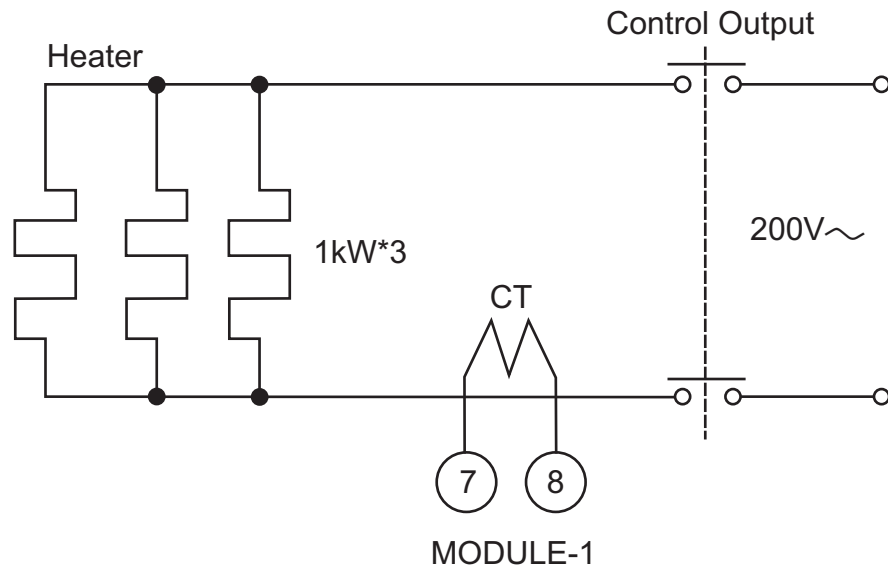 Control Output
Heater
1kW*3
200V～
CT
7
8
MODULE-1